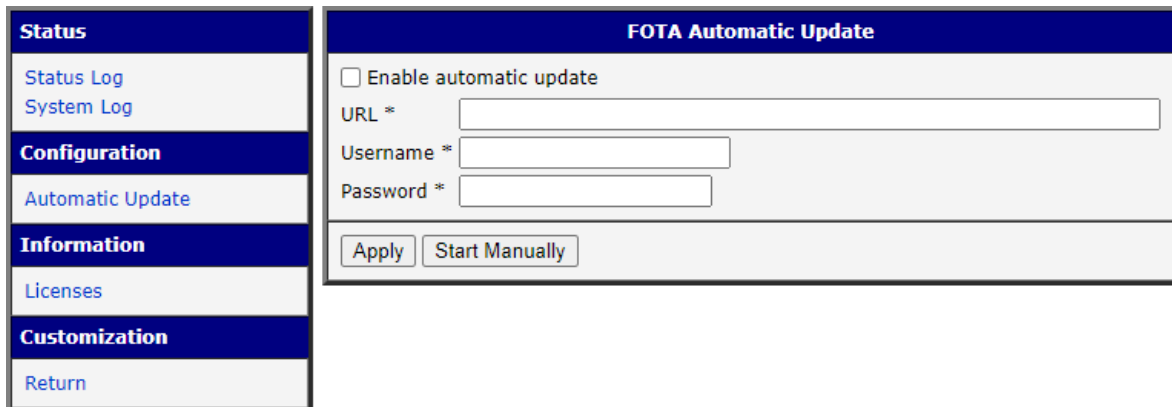 Status
Status Log
System Log
Configuration
Automatic Update
Information
Licenses
Customization
Return
FOTA Automatic Update
Enable automatic update
URL *
Username *
Password *
Apply Start Manually